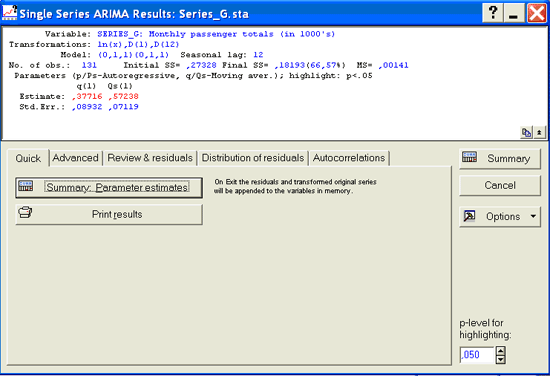 Single Series ARIMA Results: Series_G.sta
Variable: SERIES_G: Monthly passenger totals (in 1000's)
Transformations: ln(x),D(1),D(12)
Model: (0,1,1)(0,1,1) Seasonal lag: 12
No. of obs.: 131 Initial SS= ,27328 Final SS= ,18193(66,57%) MS= ,00141
Parameters (p/Ps-Autoregressive, q/Qs-Moving aver.); highlight: p<.05
q(1) Qs(1)
Estimate: ,37716 ,57238
Std.Err.: ,08932 ,07119
Quick Advanced Review & residuals Distribution of residuals Autocorrelations
Summary: Parameter estimates
Print results
On Exit the residuals and transformed original series
will be appended to the variables in memory.
Summary
Cancel
Options
p-level for
highlighting:
,050